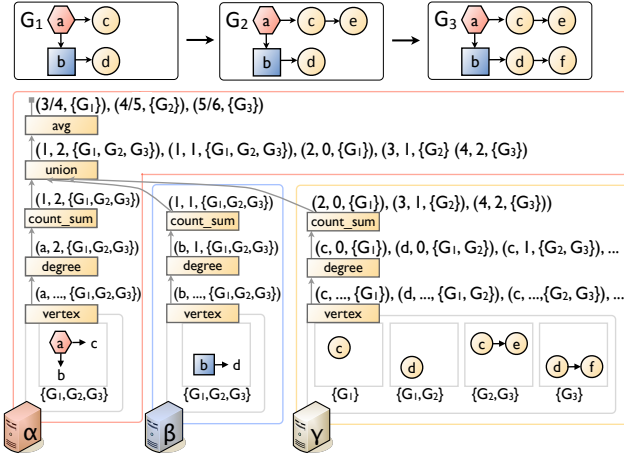 G1 a c b d
G2 a c e b d
G3 a c e b d f
(3/4, {G1}), (4/5, {G2}), (5/6, {G3})
avg
(1, 2, {G1, G2, G3}), (1, 1, {G1, G2, G3}), (2, 0, {G1}), (3, 1, {G2} (4, 2, {G3})
union
(1, 2, {G1,G2,G3}) (1, 1, {G1,G2,G3}) (2, 0, {G1}), (3, 1, {G2}), (4, 2, {G3}))
count_sum count_sum count_sum
(a, 2, {G1,G2,G3}) (b, 1, {G1,G2,G3}) (c, 0, {G1}), (d, 0, {G1,G2}), (c, 1, {G2,G3}), ...
degree degree degree
(a, ..., {G1,G2,G3}) (b, ..., {G1,G2,G3}) (c, ..., {G1}), (d, ..., {G1,G2}), (c, ...,{G2,G3}), ...
vertex vertex vertex
a c b b d c d c e d f
{G1,G2,G3} {G1,G2,G3} {G1} {G1,G2} {G2,G3} {G3}
α β γ